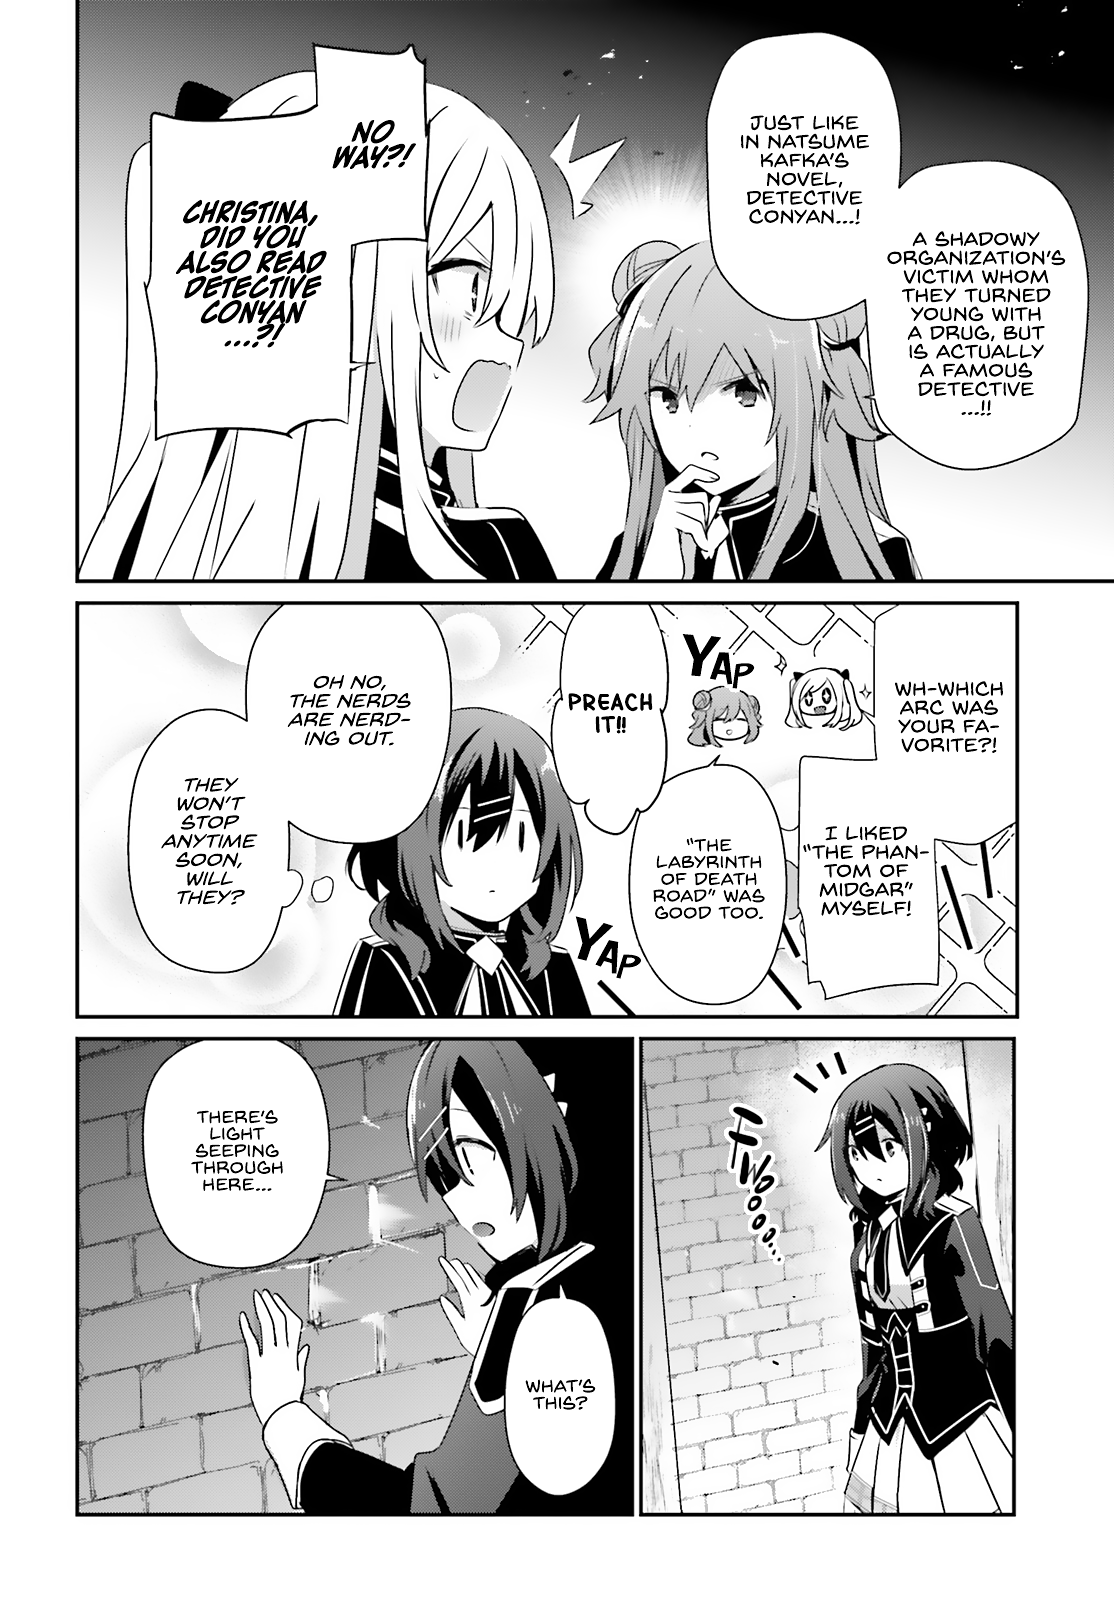 JUST LIKE
IN NATSUME
KAFKA'S
NOVEL,
DETECTIVE
CONYAN...!
A SHADOWY
ORGANIZATION'S
VICTIM WHOM
THEY TURNED
YOUNG WITH
A DRUG, BUT
IS ACTUALLY
A FAMOUS
DETECTIVE
...!!
NO
WAY?!
CHRISTINA,
DID YOU
ALSO READ
DETECTIVE
CONYAN
....?!
WH-WHICH
ARC WAS
YOUR FA-
VORITE?!
I LIKED
"THE PHAN-
TOM OF
MIDGAR"
MYSELF!
YAP
PREACH
IT!!
"THE
LABYRINTH
OF DEATH
ROAD" WAS
GOOD TOO.
YAP
OH NO,
THE NERDS
ARE NERD-
ING OUT.
THEY
WON'T
STOP
ANYTIME
SOON,
WILL
THEY?
FWOOOO...
THERE'S
LIGHT
SEEPING
THROUGH
HERE...
WHAT'S
THIS?